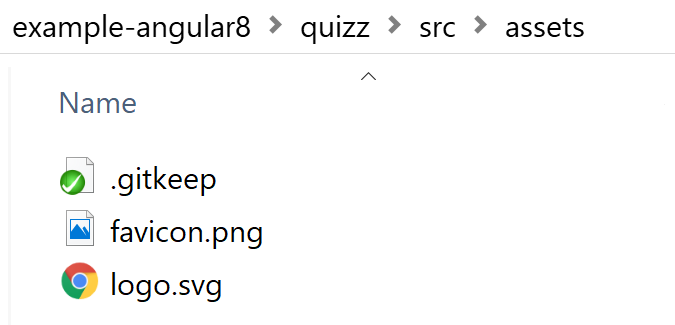 example-angular8 > quizz > src > assets
Name
.gitkeep
favicon.png
logo.svg